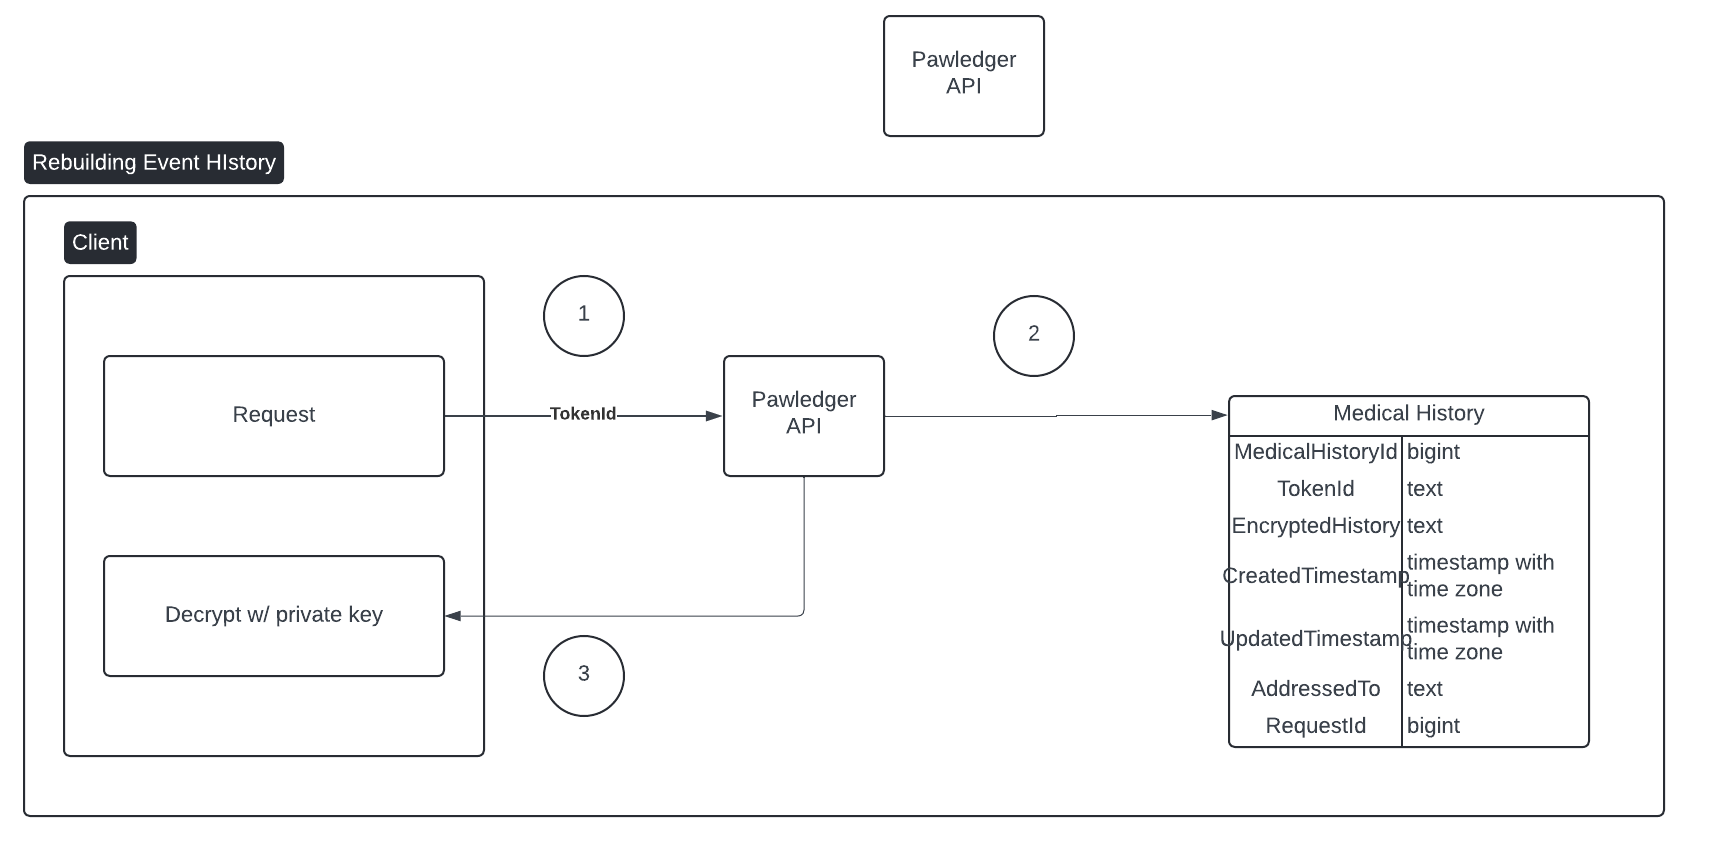 Pawledger
API
Rebuilding Event HIstory
Client
1
2
Request
TokenId
Pawledger
API
Medical History
MedicalHistoryId bigint
TokenId text
EncryptedHistory text
CreatedTimestamp timestamp with
time zone
UpdatedTimestamp timestamp with
time zone
AddressedTo text
RequestId bigint
Decrypt w/ private key
3